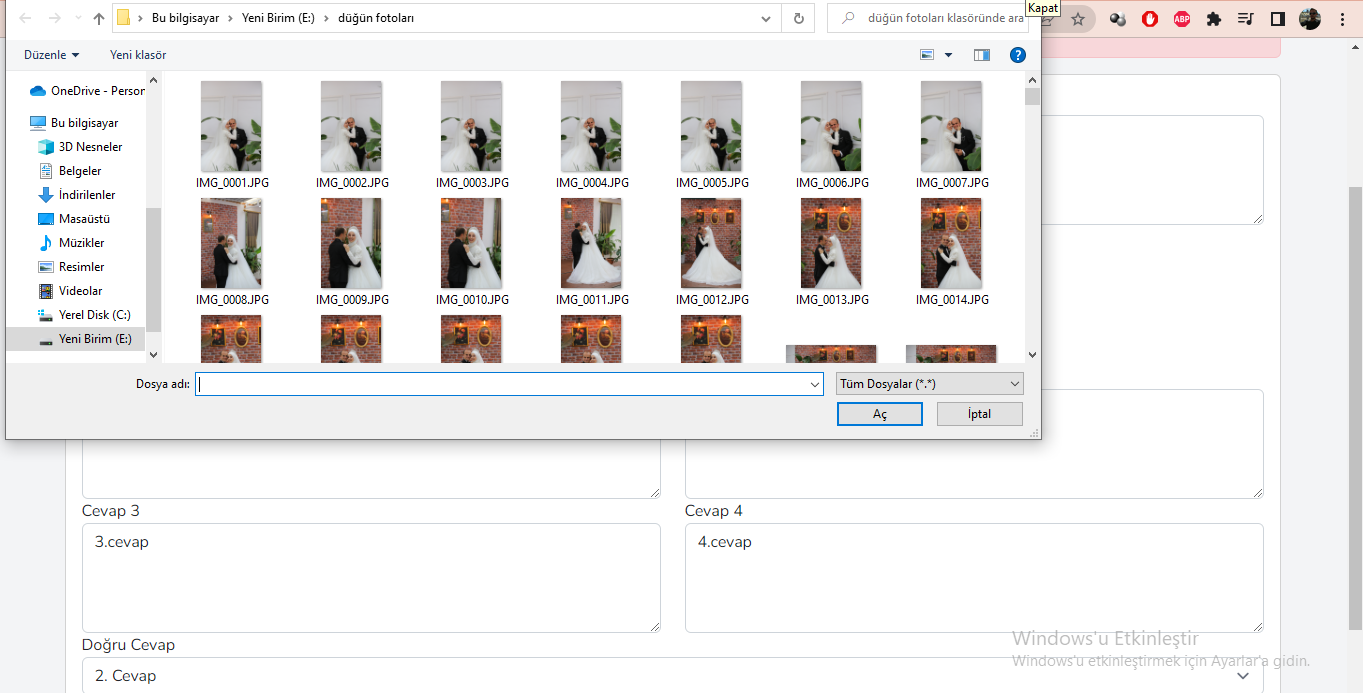 Kapat
Bu bilgisayar
Yeni Birim (E:)
düğün fotoları
düğün fotoları klasöründe ara
ABP
Düzenle
Yeni klasör
?
OneDrive - Person
Bu bilgisayar
3D Nesneler
Belgeler
İndirilenler
Masaüstü
Müzikler
Resimler
Videolar
Yerel Disk (C:)
Yeni Birim (E:)
IMG_0001.JPG IMG_0002.JPG IMG_0003.JPG IMG_0004.JPG IMG_0005.JPG IMG_0006.JPG IMG_0007.JPG
IMG_0008.JPG IMG_0009.JPG IMG_0010.JPG IMG_0011.JPG IMG_0012.JPG IMG_0013.JPG IMG_0014.JPG
Dosya adı:
Tüm Dosyalar (*.*)
Aç İptal
Cevap 3 Cevap 4
3.cevap 4.cevap
Doğru Cevap
2. Cevap
Windows'u Etkinleştir
Windows'u etkinleştirmek için Ayarlar'a gidin.